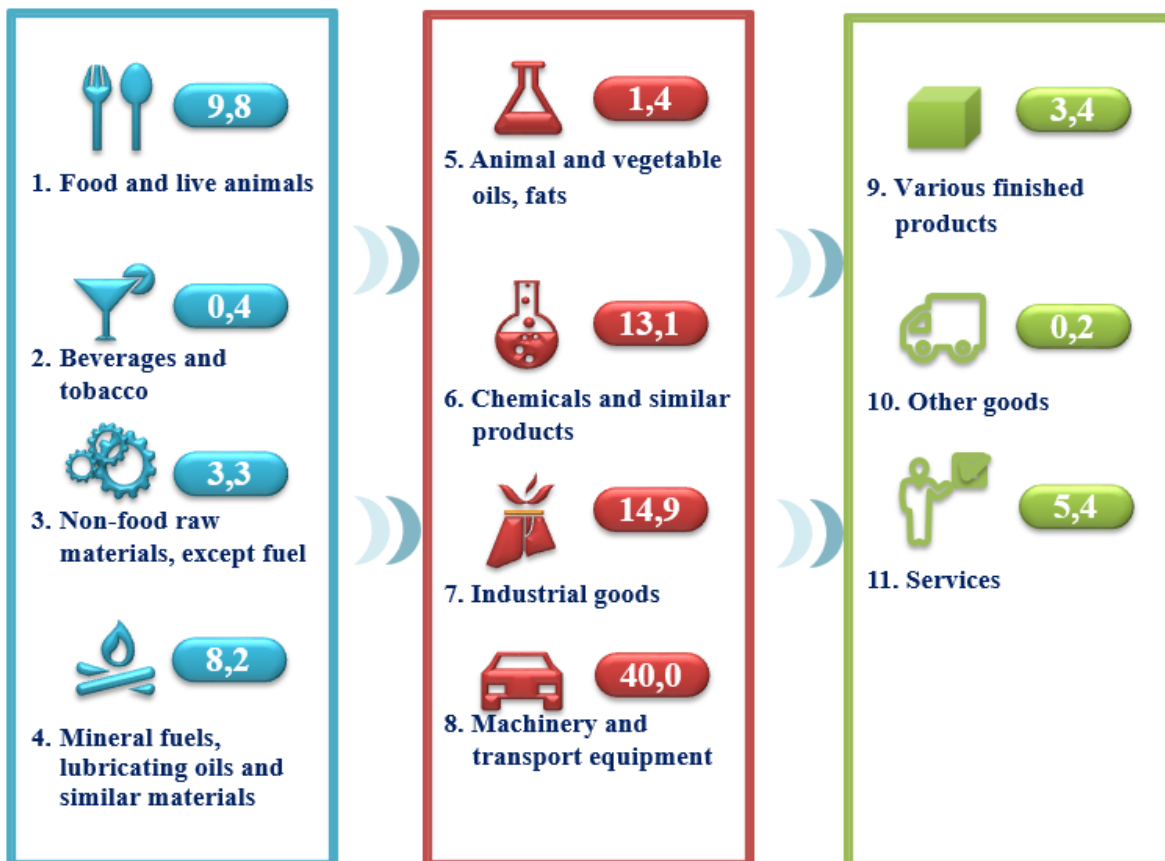 9,8
1. Food and live animals
0,4
2. Beverages and
tobacco
3,3
3. Non-food raw
materials, except fuel
8,2
4. Mineral fuels,
lubricating oils and
similar materials
1,4
5. Animal and vegetable
oils, fats
13,1
6. Chemicals and similar
products
14,9
7. Industrial goods
40,0
8. Machinery and
transport equipment
3,4
9. Various finished
products
0,2
10. Other goods
5,4
11. Services